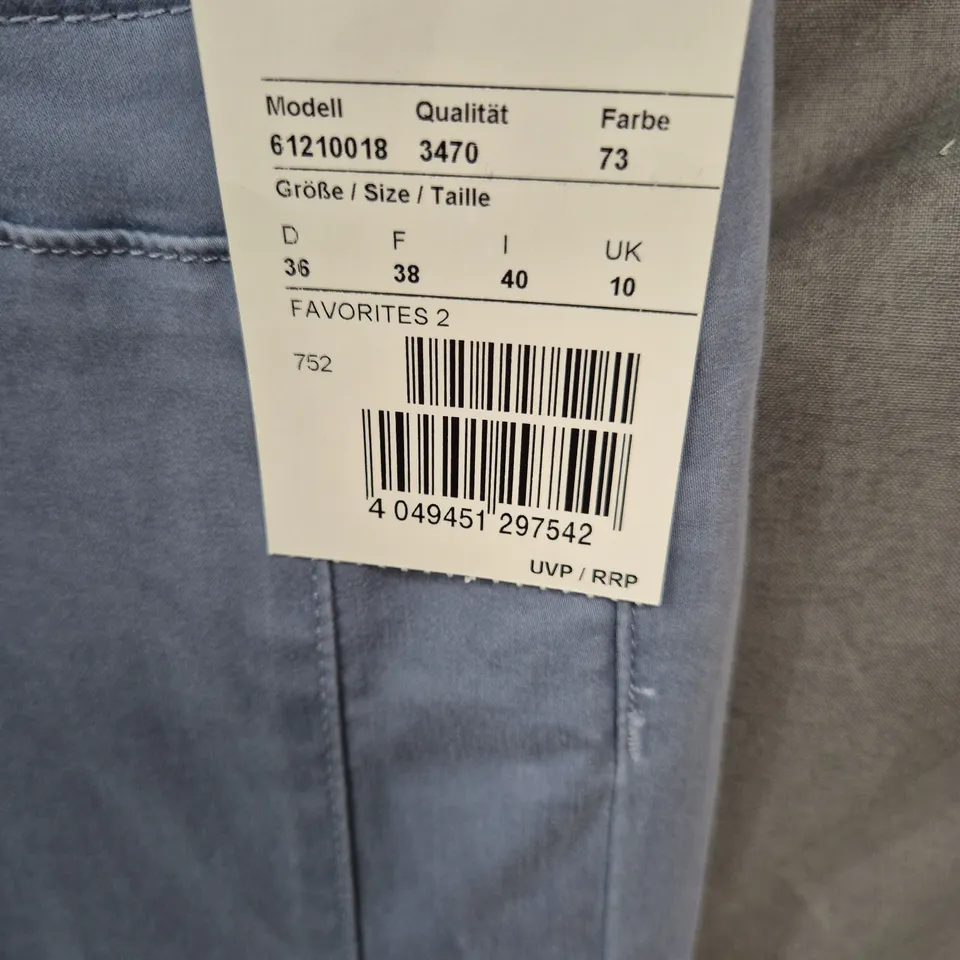 Modell Qualität Farbe
61210018 3470 73
Größe / Size / Taille
D F I UK
36 38 40 10
FAVORITES 2
752
4 049451 297542
UVP / RRP